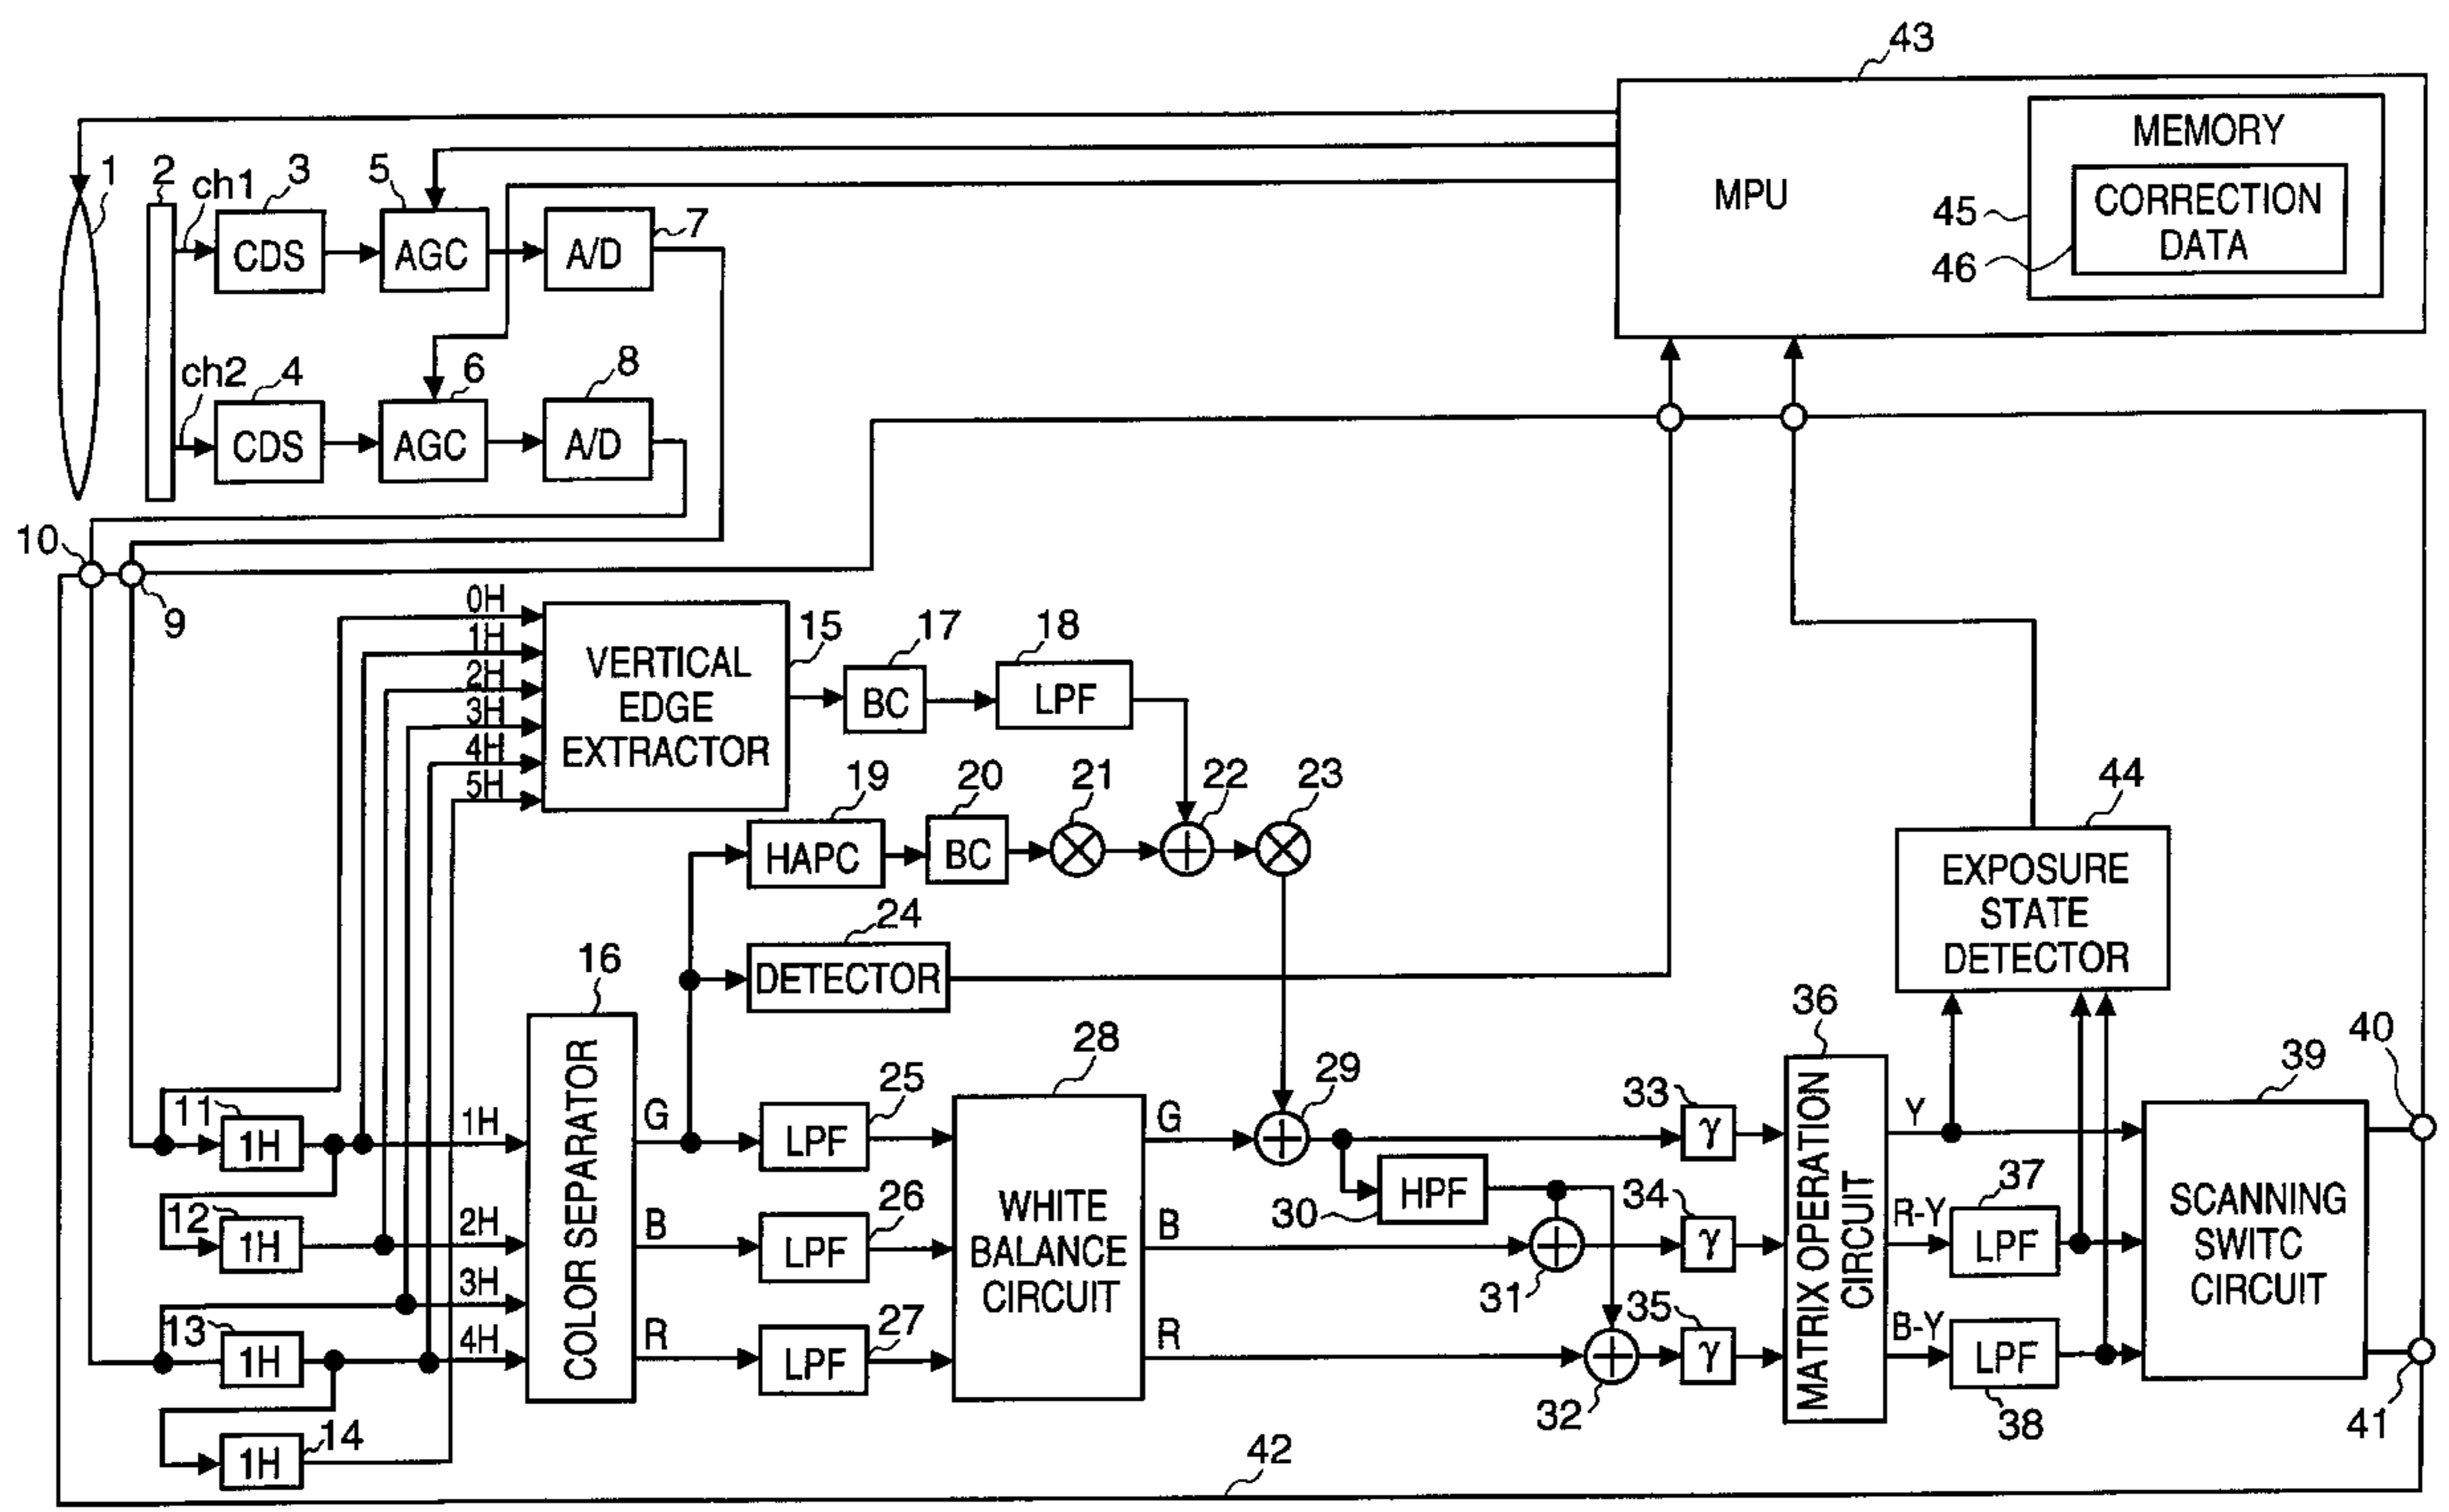 43
MEMORY
MPU
45
CORRECTION
DATA
46
1
2
ch1
3
5
7
CDS
AGC
A/D
ch2
4
6
8
CDS
AGC
A/D
10
9
0H
1H
2H
3H
4H
5H
VERTICAL
EDGE
EXTRACTOR
15
17
18
BC
LPF
19
20
21
22
23
HAPC
BC
24
DETECTOR
44
EXPOSURE
STATE
DETECTOR
16
COLOR SEPARATOR
11
1H
1H
12
1H
2H
3H
13
1H
4H
14
1H
G
B
R
25
LPF
26
LPF
27
LPF
28
WHITE
BALANCE
CIRCUIT
G
B
R
29
30
HPF
31
32
33
γ
34
γ
35
γ
36
MATRIX OPERATION
CIRCUIT
Y
R-Y
B-Y
37
LPF
LPF
38
39
SCANNING
SWITC
CIRCUIT
40
41
42